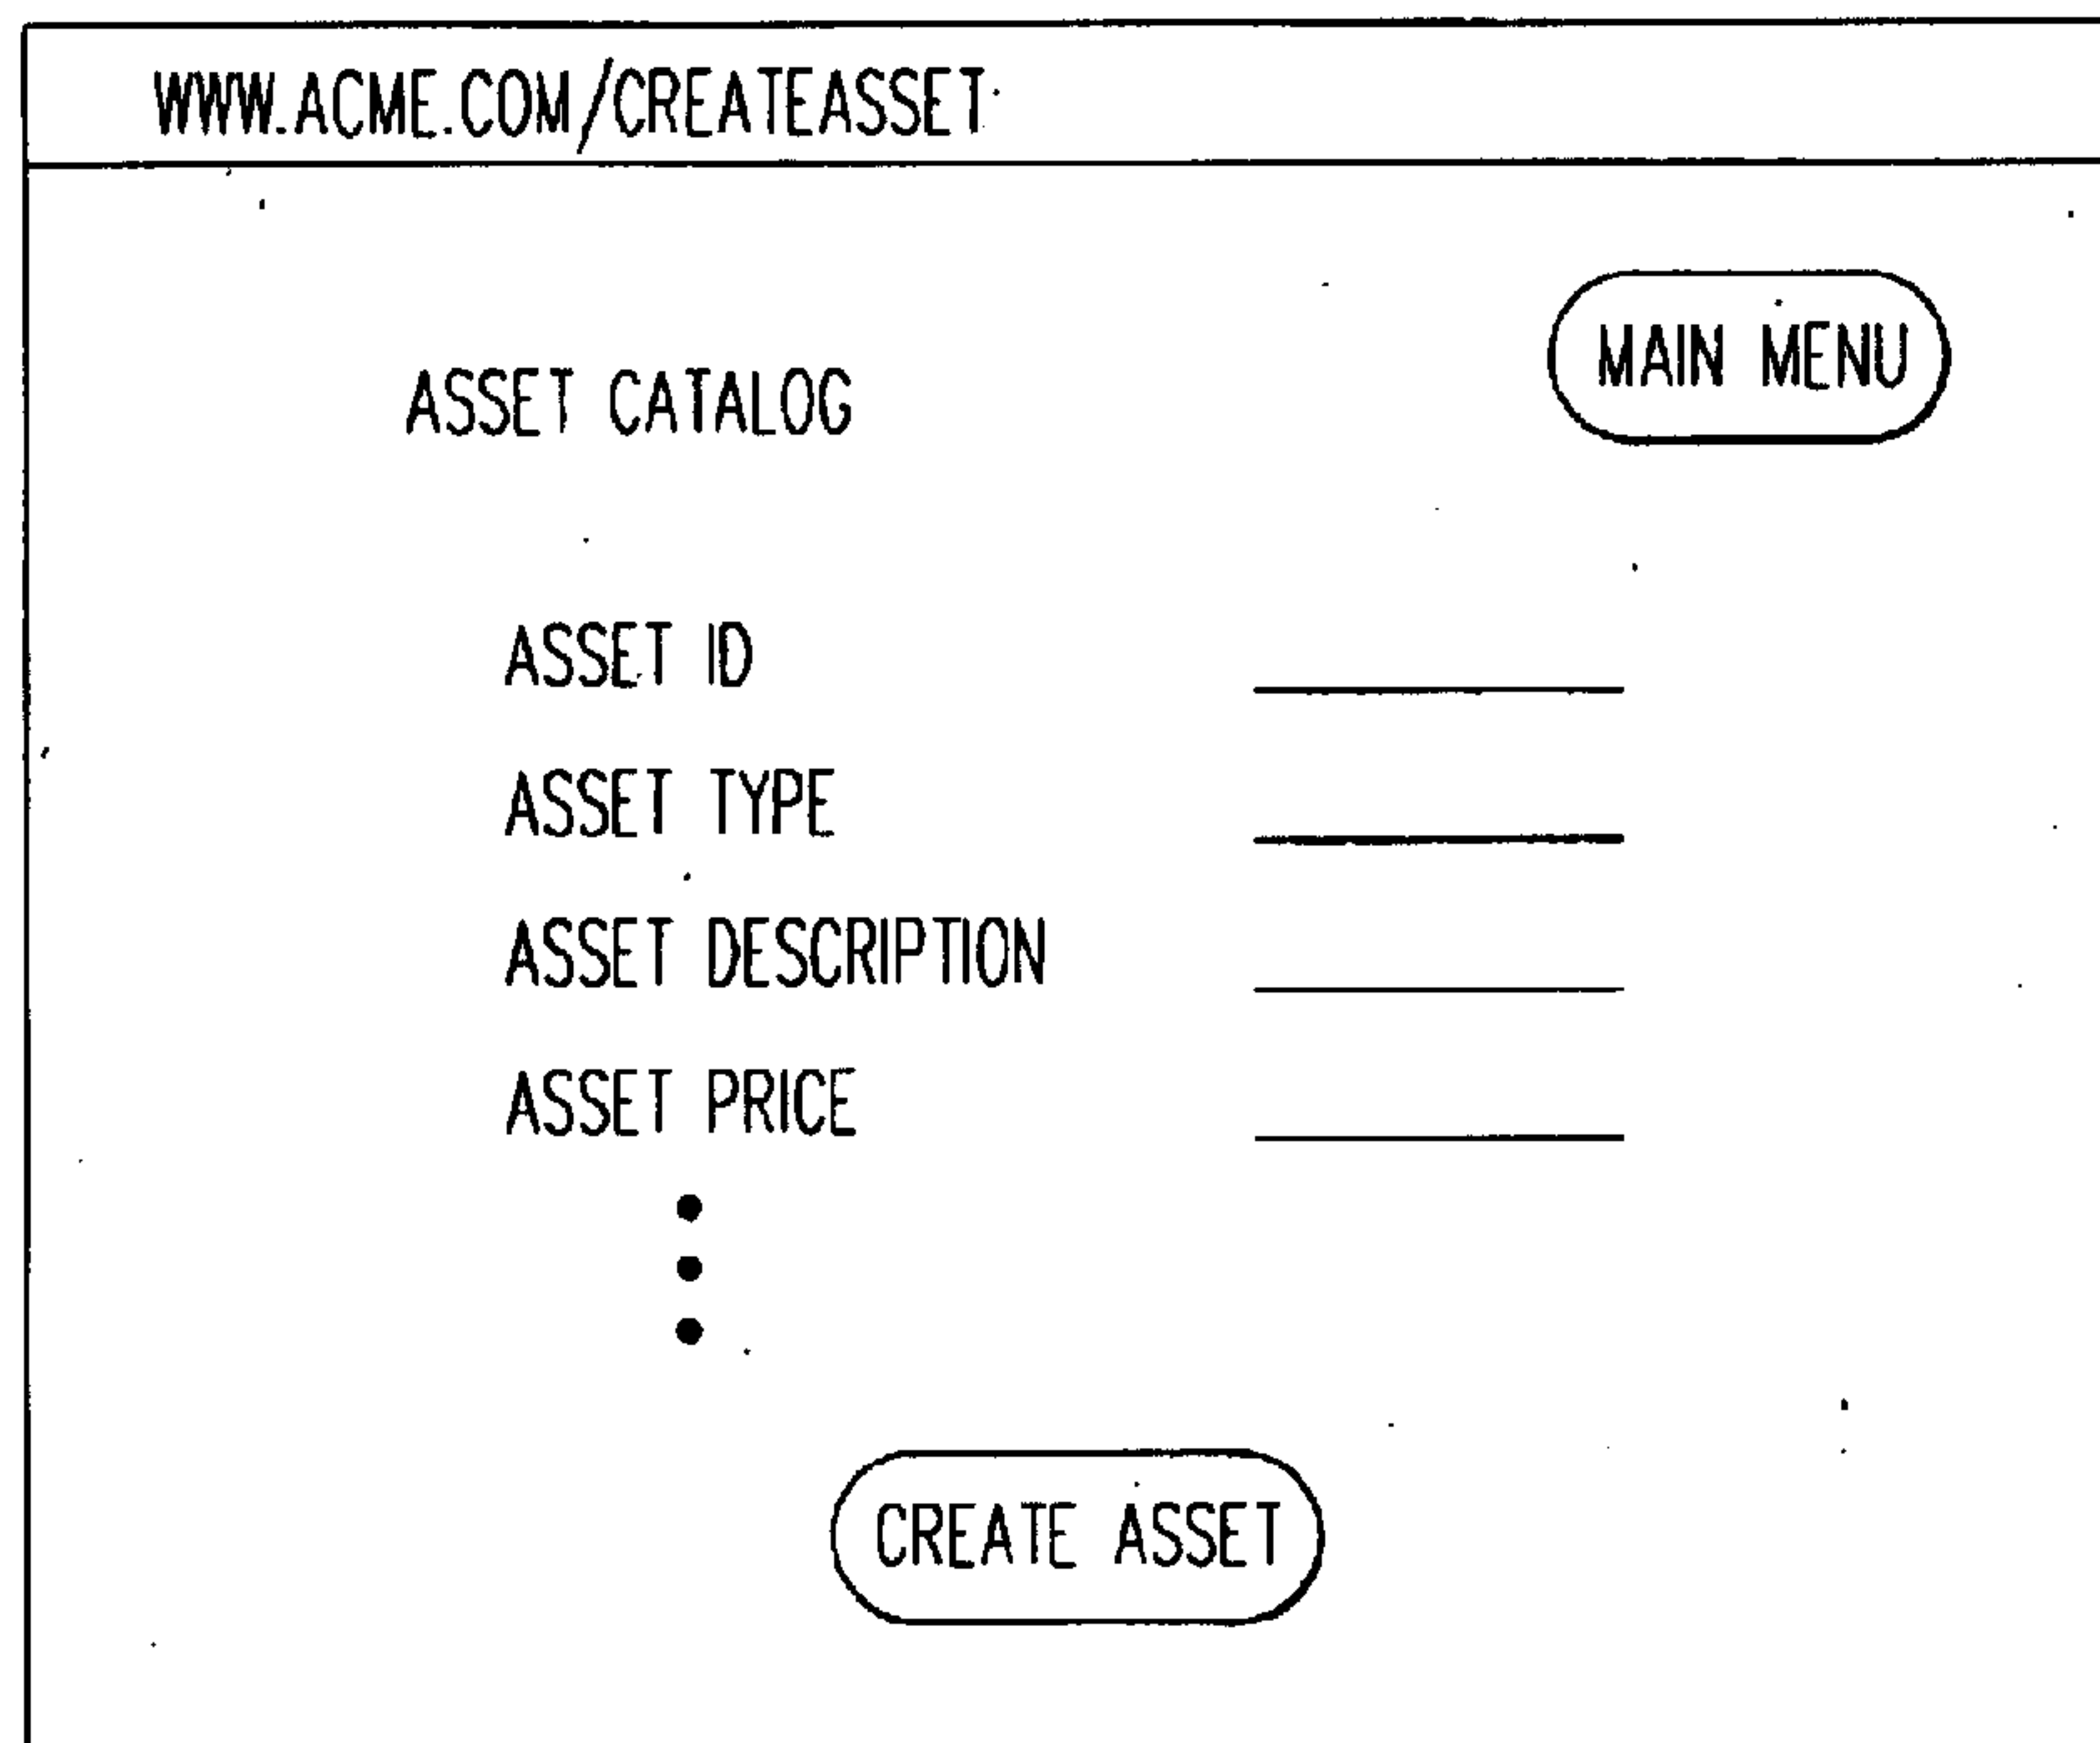 WWW.ACME.COM/CREATEASSET
MAIN MENU
ASSET CATALOG
ASSET ID
ASSET TYPE
ASSET DESCRIPTION
ASSET PRICE
CREATE ASSET